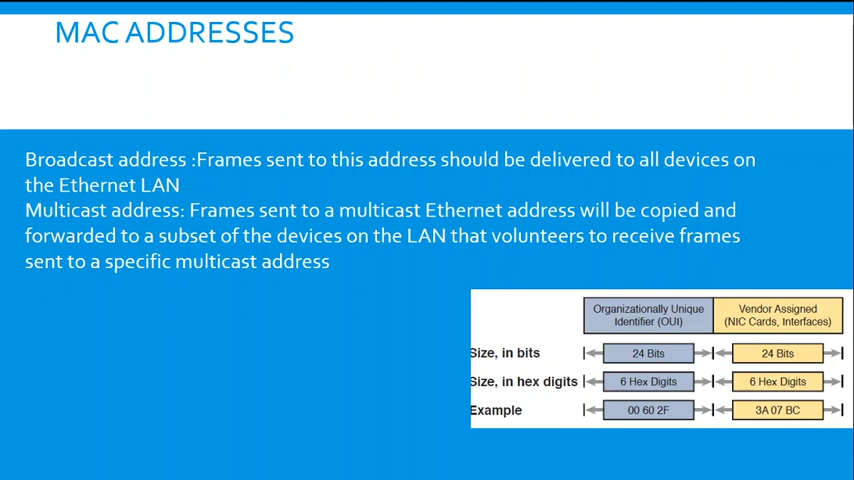 MAC ADDRESSES
Broadcast address :Frames sent to this address should be delivered to all devices on
the Ethernet LAN
Multicast address: Frames sent to a multicast Ethernet address will be copied and
forwarded to a subset of the devices on the LAN that volunteers to receive frames
sent to a specific multicast address
Organizationally Unique
Identifier (OUI)
Vendor Assigned
(NIC Cards, Interfaces)
Size, in bits
24 Bits
24 Bits
Size, in hex digits
6 Hex Digits
6 Hex Digits
Example
00 60 2F
3A 07 BC